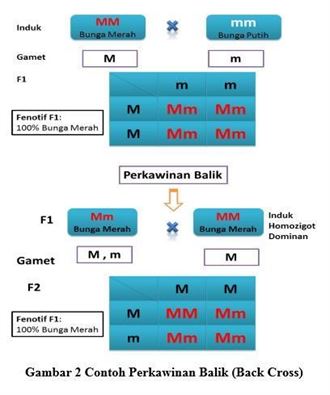 Induk MM mm
Bunga Merah Bunga Putih
Gamet M m
F1
m m
M Mm Mm
M Mm Mm
Fenotif F1:
100% Bunga Merah
Perkawinan Balik
F1 Mm MM Induk
Bunga Merah Bunga Merah Homozigot
Dominan
Gamet M , m M
F2
M M
M MM Mm
m Mm Mm
Fenotif F1:
100% Bunga Merah
Gambar 2 Contoh Perkawinan Balik (Back Cross)